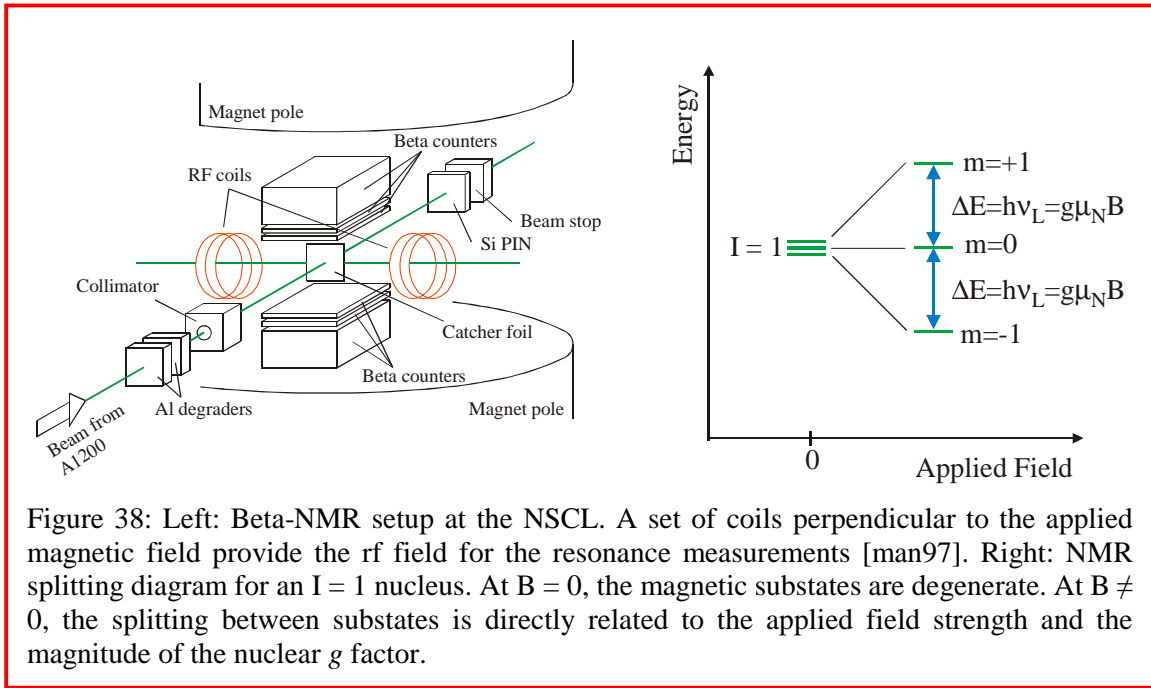 Magnet pole
Beta counters
RF coils
Beam stop
Si PIN
Collimator
Catcher foil
Beta counters
Al degraders
Magnet pole
Beam from
A1200
Energy
m=+1
ΔE=hν_L=gμ_NB
I = 1
m=0
ΔE=hν_L=gμ_NB
m=-1
0
Applied Field
Figure 38: Left: Beta-NMR setup at the NSCL. A set of coils perpendicular to the applied
magnetic field provide the rf field for the resonance measurements [man97]. Right: NMR
splitting diagram for an I = 1 nucleus. At B = 0, the magnetic substates are degenerate. At B ≠
0, the splitting between substates is directly related to the applied field strength and the
magnitude of the nuclear g factor.